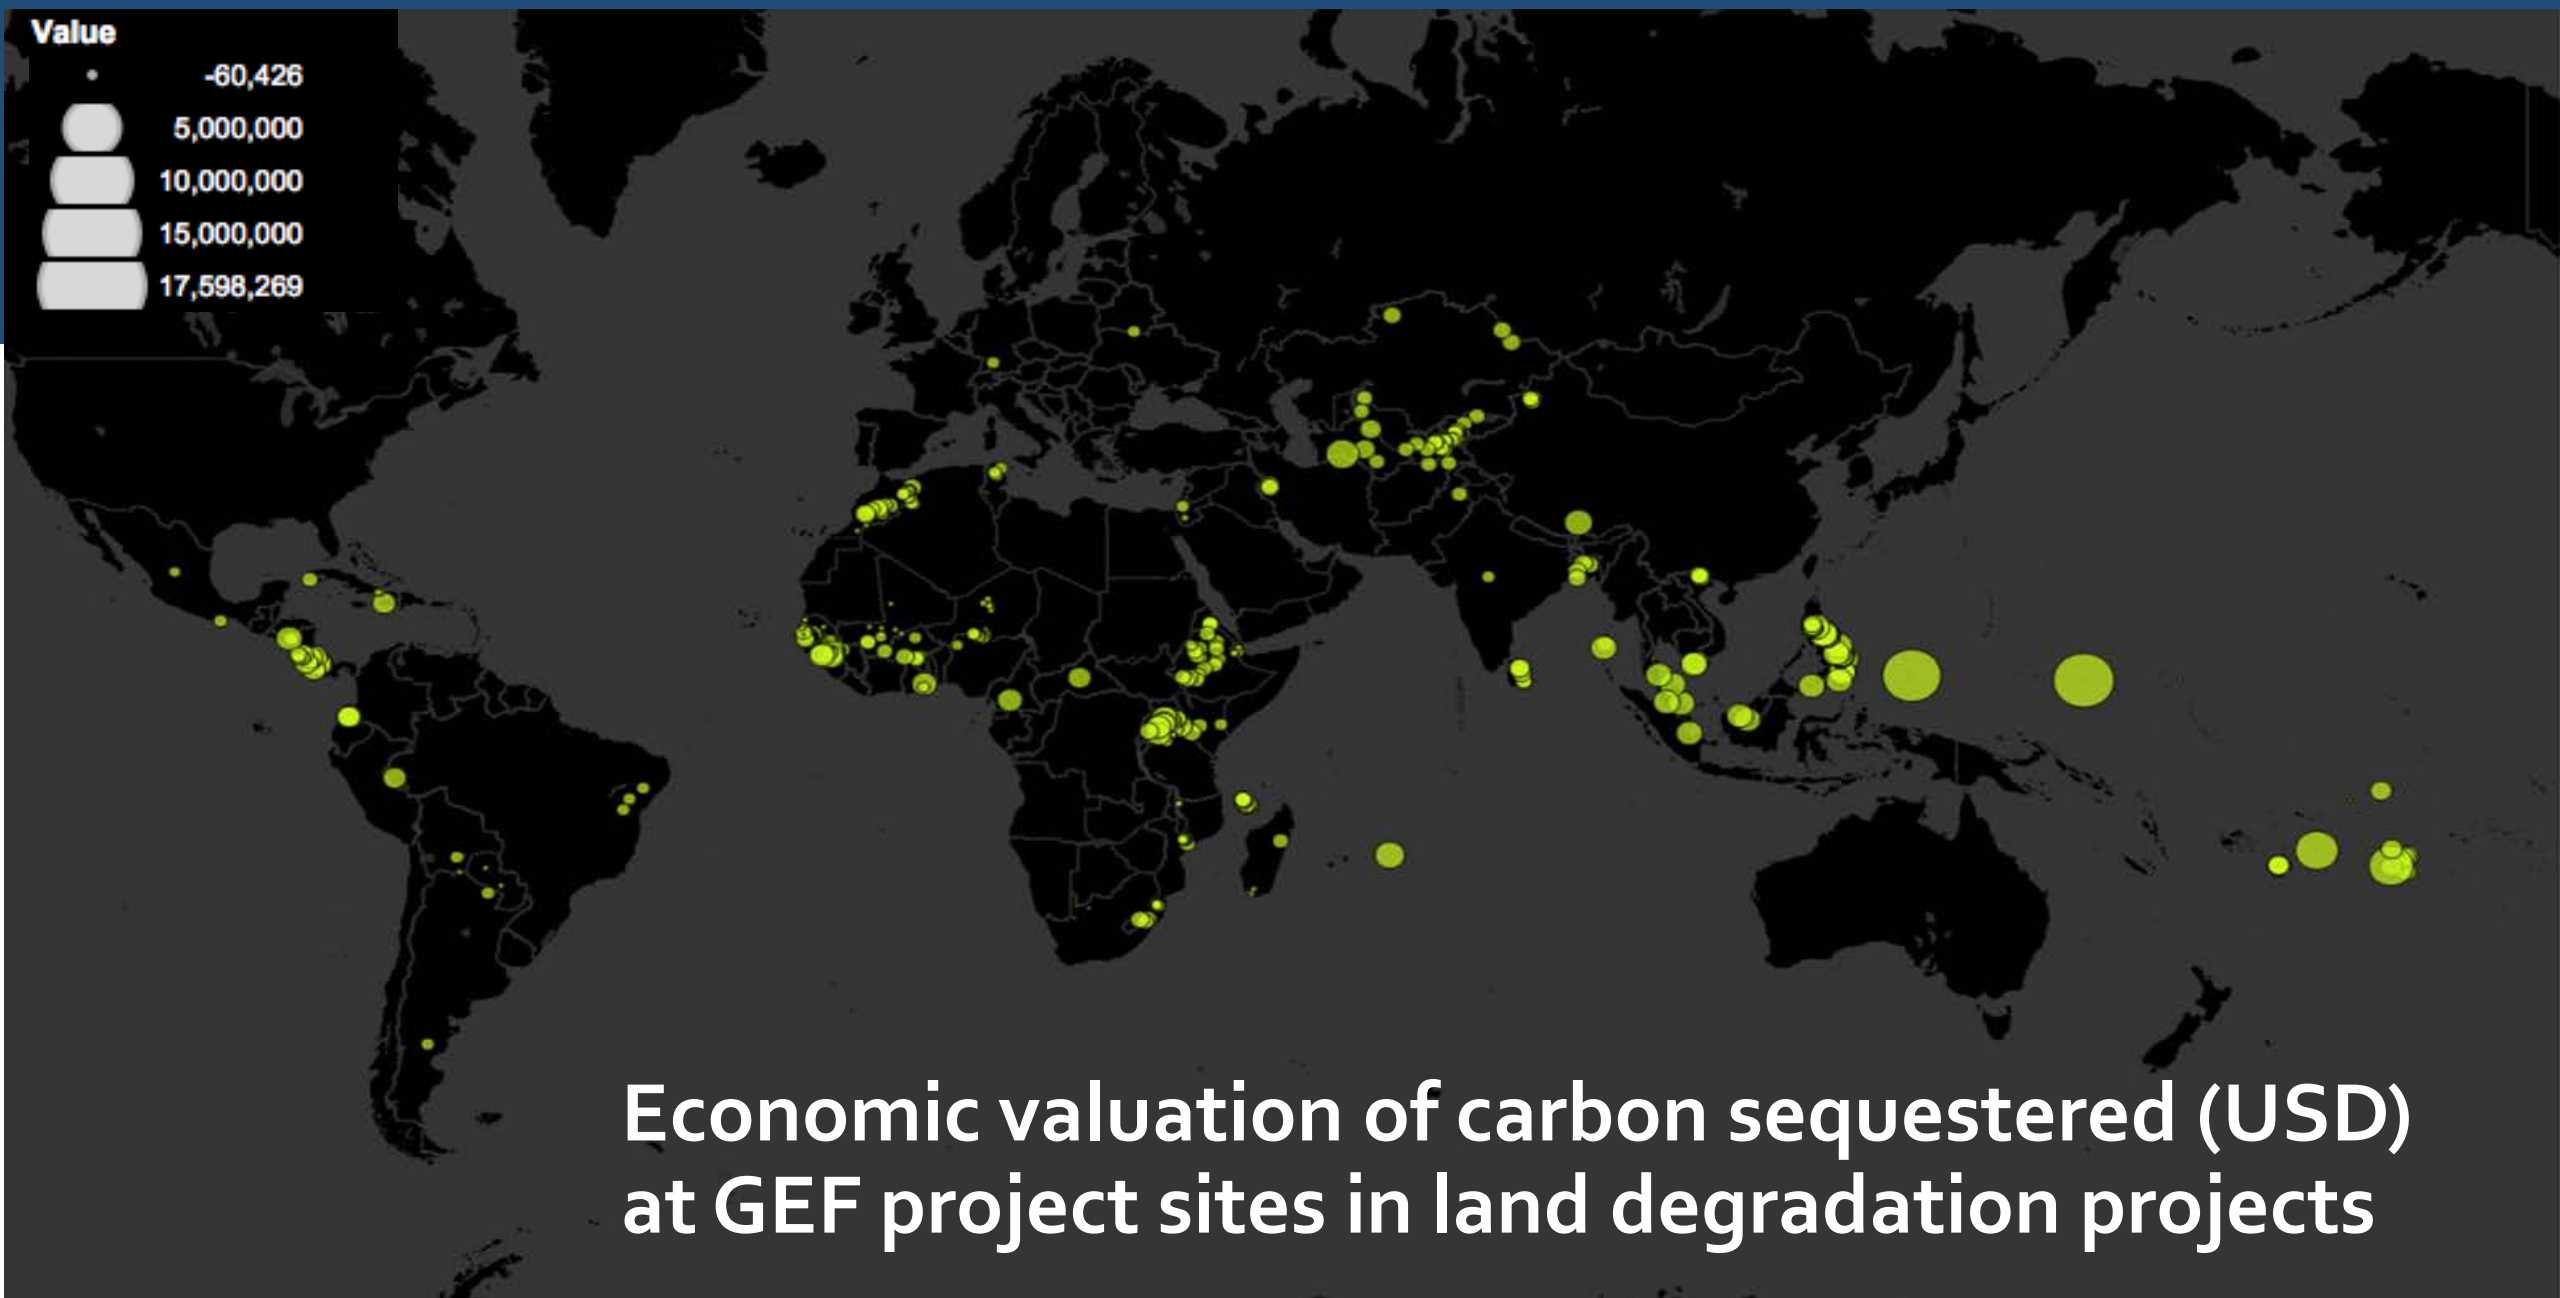 Value
-60,426
5,000,000
10,000,000
15,000,000
17,598,269
Economic valuation of carbon sequestered (USD)
at GEF project sites in land degradation projects